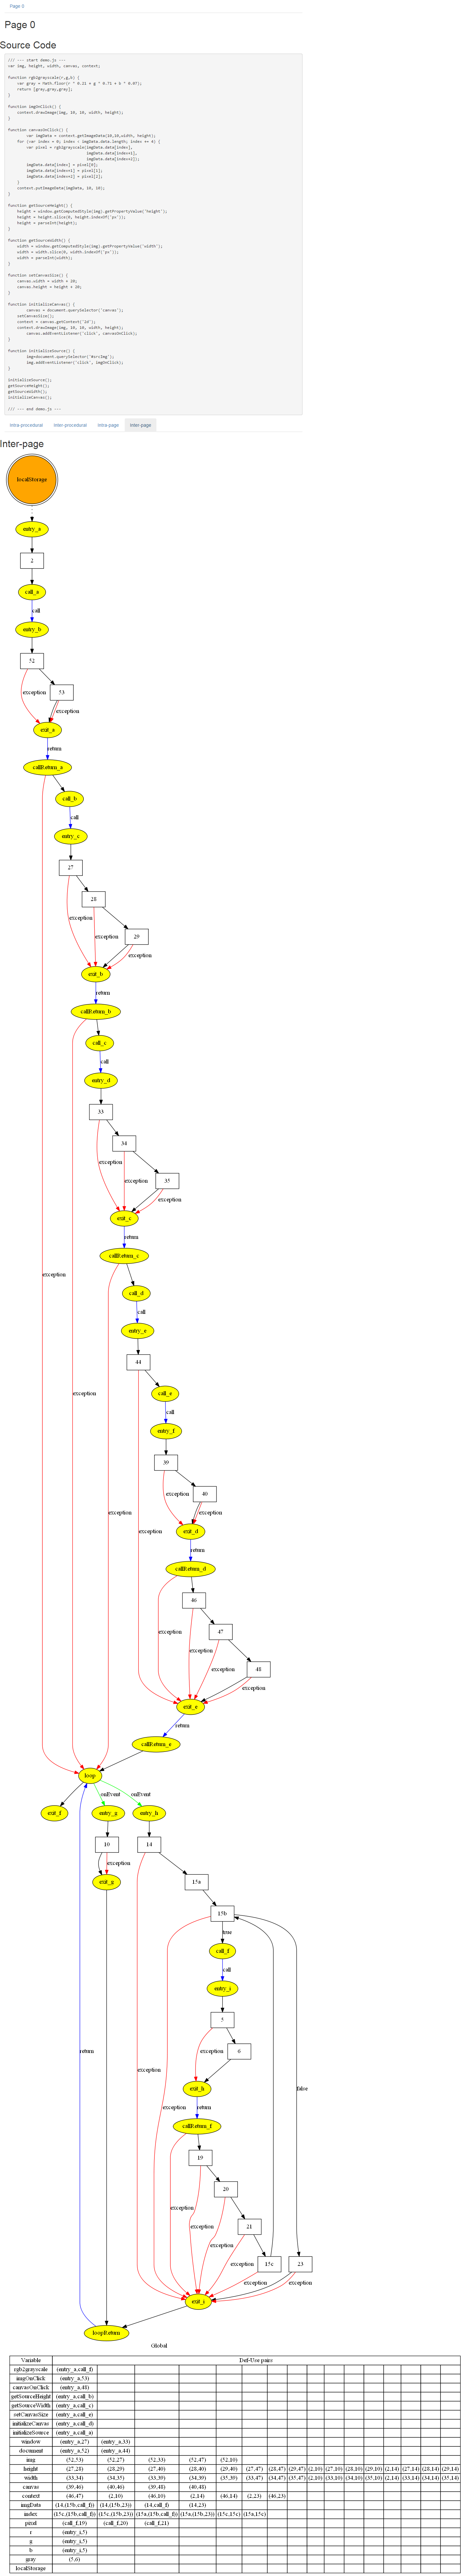 Page 0
Page 0
Source Code
/// --- start demo.js ---
var img, height, width, canvas, context;
function rgb2grayscale(r,g,b) {
var gray = Math.floor(r * 0.21 + g * 0.71 + b * 0.07);
return [gray,gray,gray];
}
function imgOnClick() {
context.drawImage(img, 10, 10, width, height);
}
function canvasOnClick() {
var imgData = context.getImageData(10,10,width, height);
for (var index = 0; index < imgData.data.length; index += 4) {
var pixel = rgb2grayscale(imgData.data[index],
imgData.data[index+1],
imgData.data[index+2]);
imgData.data[index] = pixel[0];
imgData.data[index+1] = pixel[1];
imgData.data[index+2] = pixel[2];
}
context.putImageData(imgData, 10, 10);
}
function getSourceHeight() {
height = window.getComputedStyle(img).getPropertyValue('height');
height = height.slice(0, height.indexOf('px'));
height = parseInt(height);
}
function getSourceWidth() {
width = window.getComputedStyle(img).getPropertyValue('width');
width = width.slice(0, width.indexOf('px'));
width = parseInt(width);
}
function setCanvasSize() {
canvas.width = width + 20;
canvas.height = height + 20;
}
function initializeCanvas() {
canvas = document.querySelector('canvas');
setCanvasSize();
context = canvas.getContext('2d');
context.drawImage(img, 10, 10, width, height);
canvas.addEventListener('click', canvasOnClick);
}
function initializeSource() {
img=document.querySelector('#srcImg');
img.addEventListener('click', imgOnClick);
}
initializeSource();
getSourceHeight();
getSourceWidth();
initializeCanvas();
/// --- end demo.js ---
Intra-procedural Inter-procedural Intra-page Inter-page
Inter-page
localStorage
entry_a
2
call_a
call
entry_b
52
exception
53
exception
exit_a
return
callReturn_a
call_b
call
entry_c
27
28
exception
29
exception
exception
exit_b
return
callReturn_b
call_c
call
entry_d
33
34
exception
35
exception
exception
exit_c
return
callReturn_c
exception
call_d
call
entry_e
44
call_e
exception
call
entry_f
39
exception
40
exception
exception
exit_d
exception
return
callReturn_d
46
exception
47
exception
exception
48
exception
exit_e
return
callReturn_e
loop
onEvent
onEvent
exit_f
entry_g
entry_h
10
14
exception
15a
exit_g
15b
true
call_f
call
entry_i
5
exception
6
return
exception
exit_h
false
return
callReturn_f
19
20
exception
21
exception
exception
exception
15c
23
exception
exception
exit_i
loopReturn
Global
Variable Def-Use pairs
rgb2grayscale (entry_a,call_f)
imgOnClick (entry_a,53)
canvasOnClick (entry_a,48)
getSourceHeight (entry_a,call_b)
getSourceWidth (entry_a,call_c)
setCanvasSize (entry_a,call_e)
initializeCanvas (entry_a,call_d)
initializeSource (entry_a,call_a)
window (entry_a,27) (entry_a,33)
document (entry_a,52) (entry_a,44)
img (52,53) (52,27) (52,33) (52,47) (52,10)
height (27,28) (28,29) (27,40) (28,40) (29,40) (27,47) (28,47) (29,47) (2,10) (27,10) (28,10) (29,10) (2,14) (27,14) (28,14) (29,14)
width (33,34) (34,35) (33,39) (34,39) (35,39) (33,47) (34,47) (35,47) (2,10) (33,10) (34,10) (35,10) (2,14) (33,14) (34,14) (35,14)
canvas (39,46) (40,46) (39,48) (40,48)
context (46,47) (2,10) (46,10) (2,14) (46,14) (2,23) (46,23)
imgData (14,(15b,call_f)) (14,(15b,23)) (14,call_f) (14,23)
index (15c,(15b,call_f)) (15c,(15b,23)) (15a,(15b,call_f)) (15a,(15b,23)) (15c,15c) (15a,15c)
pixel (call_f,19) (call_f,20) (call_f,21)
r (entry_i,5)
g (entry_i,5)
b (entry_i,5)
gray (5,6)
localStorage